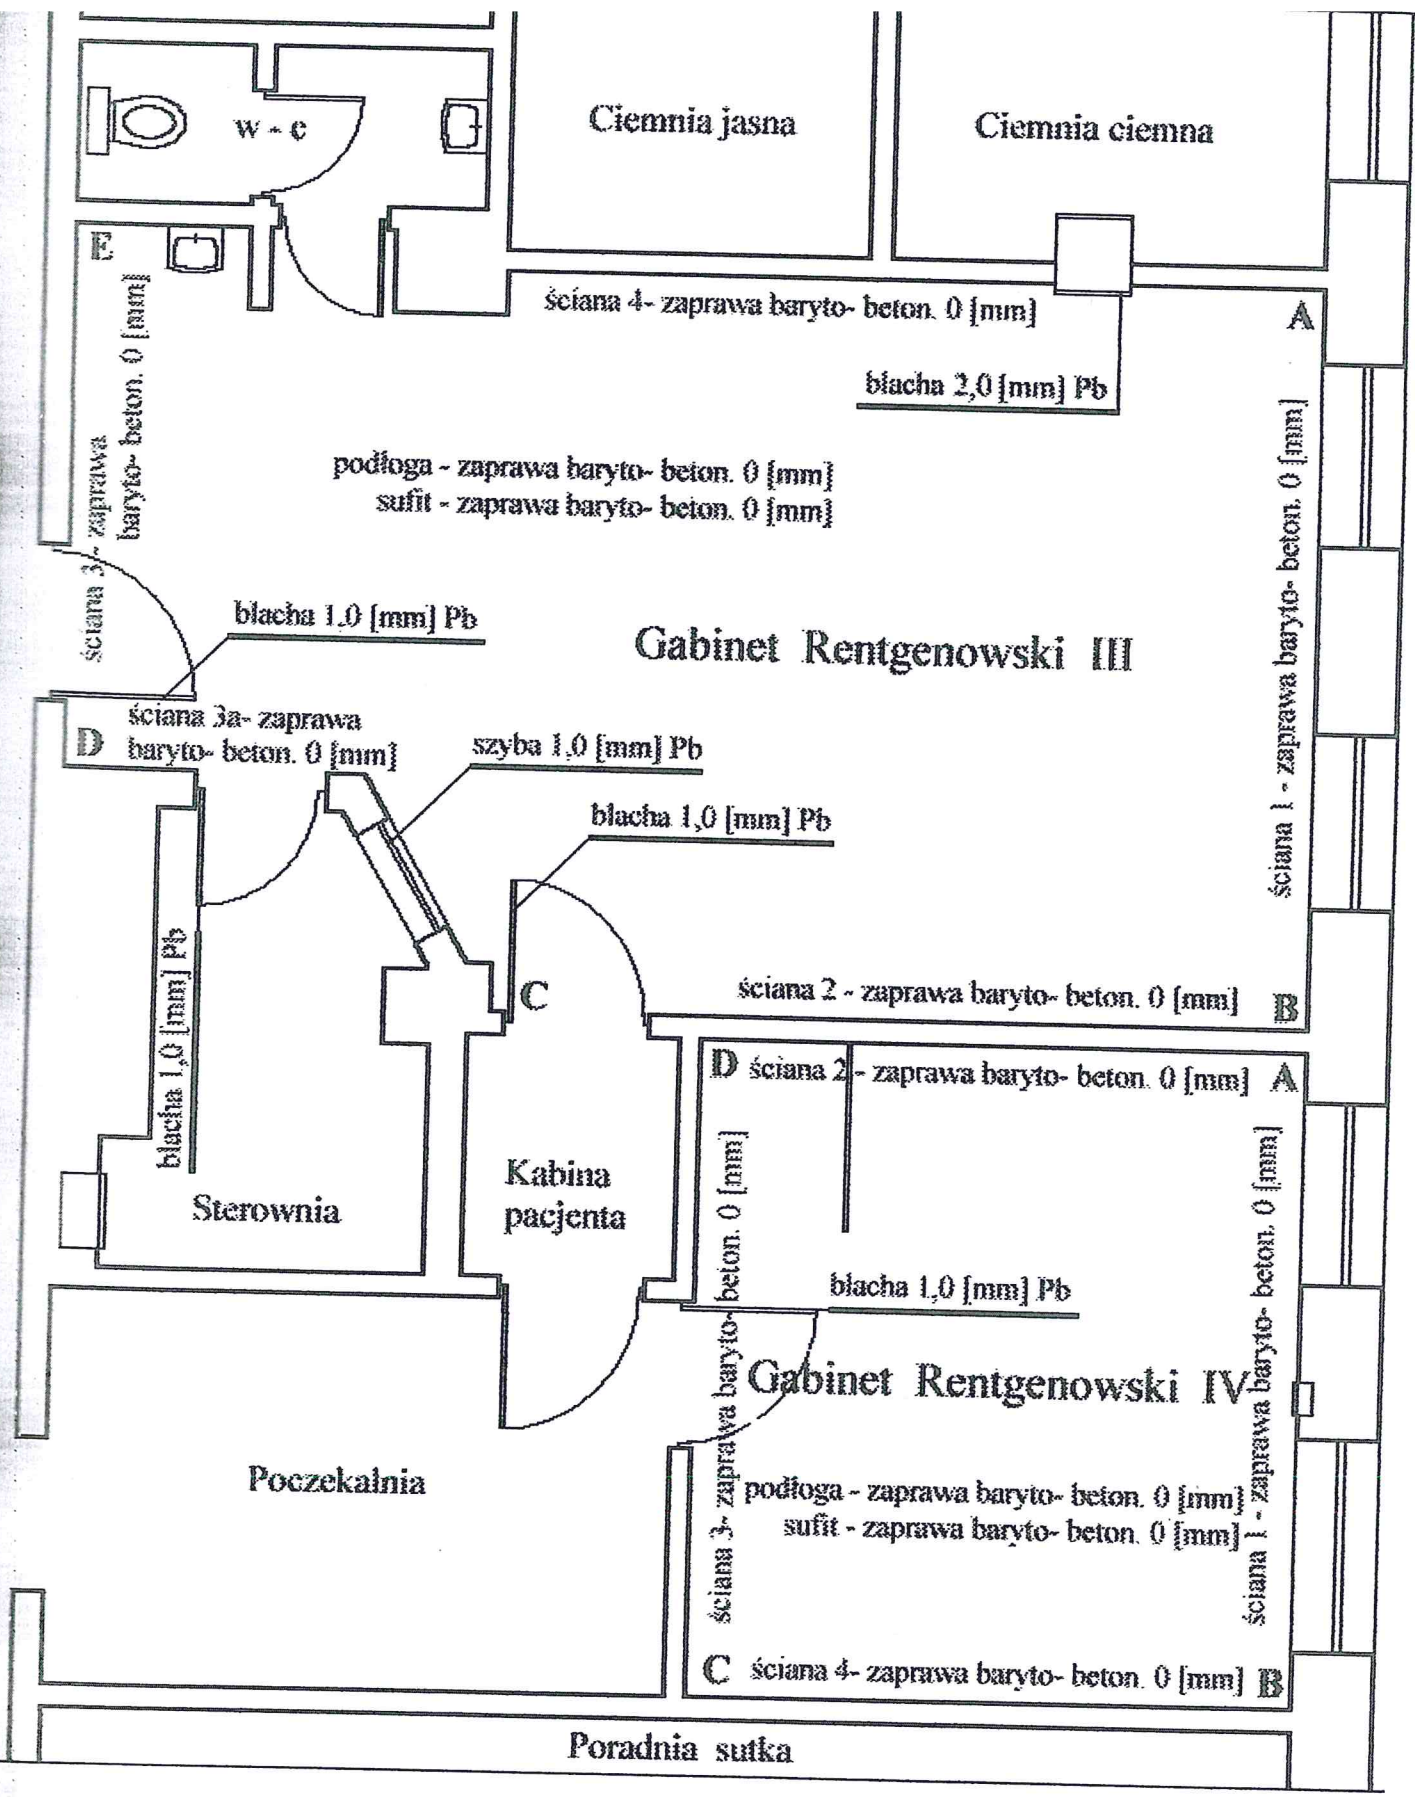 w - c
Ciemnia jasna
Ciemnia ciemna
E
ściana 4- zaprawa baryto- beton. 0 [mm]
A
blacha 2,0 [mm] Pb
ściana 3- zaprawa
baryto- beton. 0 [mm]
podłoga - zaprawa baryto- beton. 0 [mm]
sufit - zaprawa baryto- beton. 0 [mm]
ściana 1 - zaprawa baryto- beton. 0 [mm]
blacha 1,0 [mm] Pb
Gabinet Rentgenowski III
D
ściana 3a- zaprawa
baryto- beton. 0 [mm]
szyba 1,0 [mm] Pb
blacha 1,0 [mm] Pb
blacha 1,0 [mm] Pb
C
ściana 2 - zaprawa baryto- beton. 0 [mm]
B
D
ściana 2 - zaprawa baryto- beton. 0 [mm]
A
Sterownia
Kabina
pacjenta
ściana 3- zaprawa baryto- beton. 0 [mm]
ściana 1 - zaprawa baryto- beton. 0 [mm]
blacha 1,0 [mm] Pb
Gabinet Rentgenowski IV
Poczekalnia
podłoga - zaprawa baryto- beton. 0 [mm]
sufit - zaprawa baryto- beton. 0 [mm]
C
ściana 4- zaprawa baryto- beton. 0 [mm]
B
Poradnia sutka